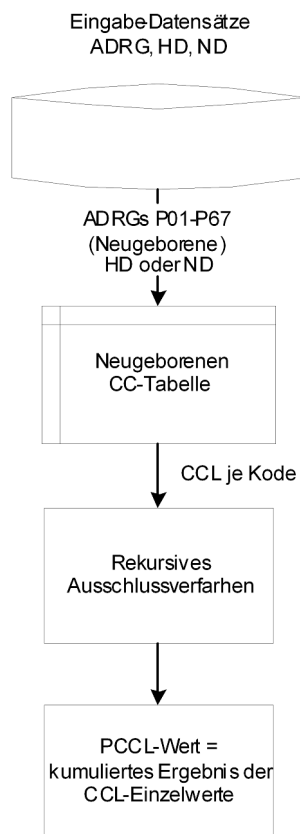 Eingabe-Datensätze
ADRG, HD, ND
ADRGs P01-P67
(Neugeborene)
HD oder ND
Neugeborenen
CC-Tabelle
CCL je Kode
Rekursives
Ausschlussverfarhen
PCCL-Wert =
kumuliertes Ergebnis der
CCL-Einzelwerte